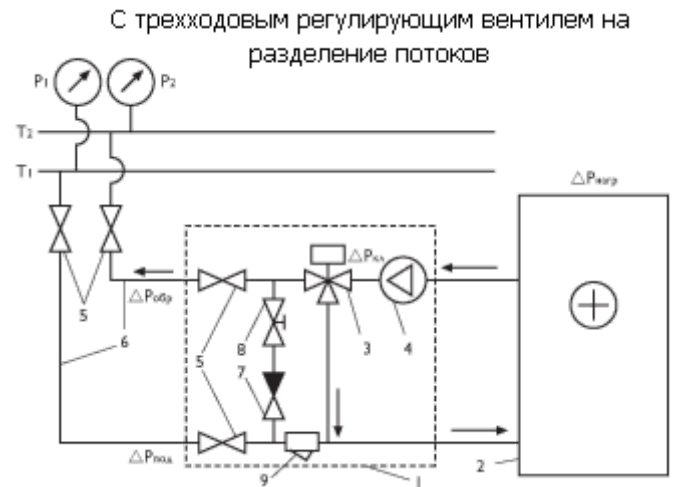 С трехходовым регулирующим вентилем на
разделение потоков
P1 P2
T2
T1
△Pнагр
△Pкл
△Pобр
5
6
8
3
4
5
7
△Pпод
9
1
2